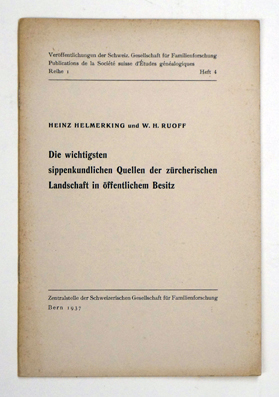 Veröffentlichungen der Schweiz. Gesellschaft für Familienforschung
Publications de la Société suisse d'Études généalogiques
Reihe 1 Heft 4
HEINZ HELMERKING und W. H. RUOFF
Die wichtigsten
sippenkundlichen Quellen der zürcherischen
Landschaft in öffentlichem Besitz
Zentralstelle der Schweizerischen Gesellschaft für Familienforschung
Bern 1937